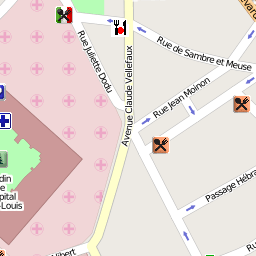 Rue Juliette Dodu
Avenue Claude Vellefaux
Rue de Sambre et Meuse
Rue Jean Moinon
Passage Hébra
din
e
pital
-Louis
Rue